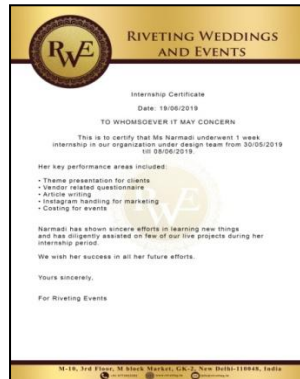 RWE
RIVETING WEDDINGS
AND EVENTS
Internship Certificate
Date: 19/06/2019
TO WHOMSOEVER IT MAY CONCERN
This is to certify that Ms Narmadi underwent 1 week
internship in our organization under design team from 30/05/2019
till 08/06/2019.
Her key performance areas included:
- Theme presentation for clients
- Vendor related questionnaire
- Article writing
- Instagram handling for marketing
- Costing for events
Narmadi has shown sincere efforts in learning new things
and has diligently assisted on few of our live projects during her
internship period.
We wish her success in all her future efforts.
Yours sincerely,
For Riveting Events
M-10, 3rd Floor, M block Market, GK-2, New Delhi-110048, India